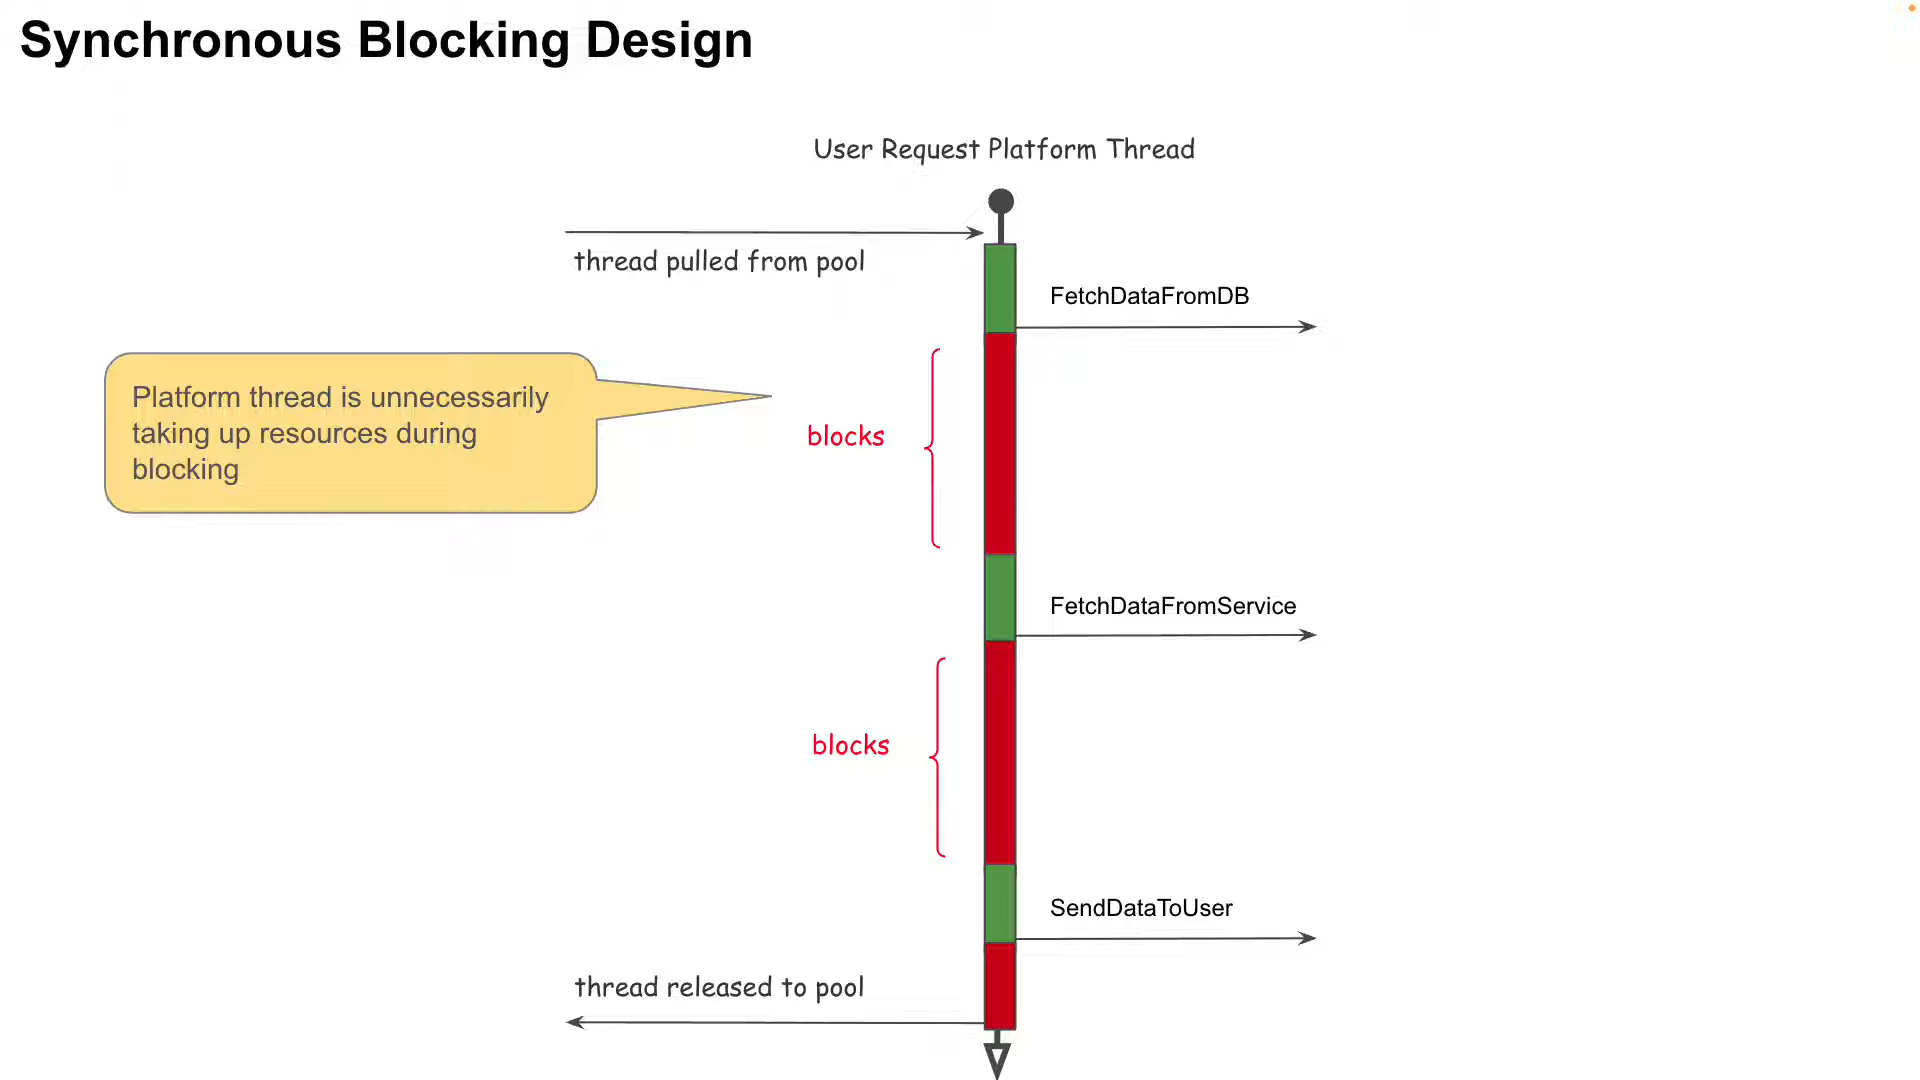 Synchronous Blocking Design
User Request Platform Thread
thread pulled from pool
FetchDataFromDB
Platform thread is unnecessarily
taking up resources during
blocking
blocks
FetchDataFromService
blocks
SendDataToUser
thread released to pool